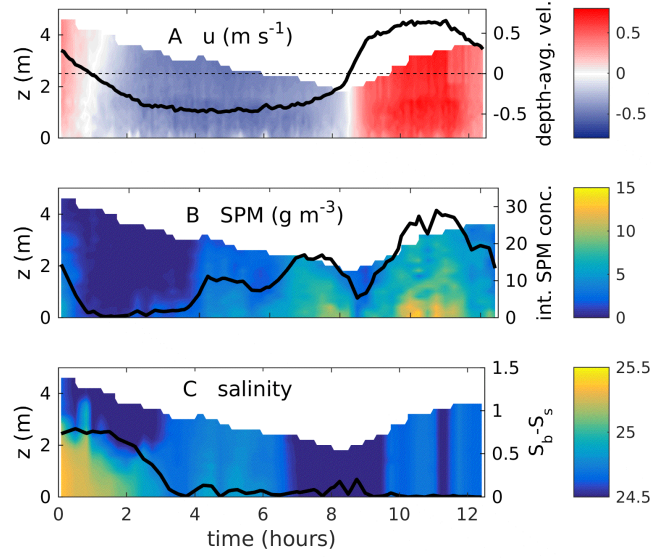 A u (m s⁻¹)
z (m)
4
2
0
0.5
0
-0.5
depth-avg. vel.
0.5
0
-0.5
B SPM (g m⁻³)
z (m)
4
2
0
30
20
10
0
int. SPM conc.
15
10
5
0
C salinity
z (m)
4
2
0
1.5
1
0.5
0
S_b-S_s
25.5
25
24.5
0 2 4 6 8 10 12
time (hours)